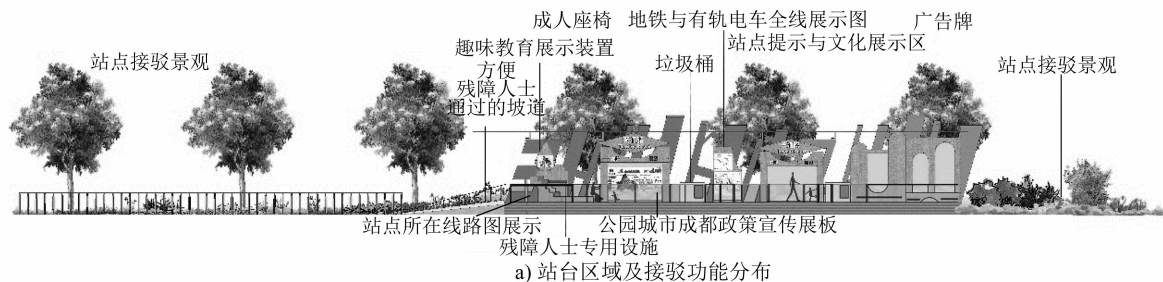 成人座椅
地铁与有轨电车全线展示图
广告牌
趣味教育展示装置
站点提示与文化展示区
站点接驳景观
方便
残障人士
通过的坡道
垃圾桶
站点接驳景观
站点所在线路图展示
公园城市成都政策宣传展板
残障人士专用设施
a) 站台区域及接驳功能分布